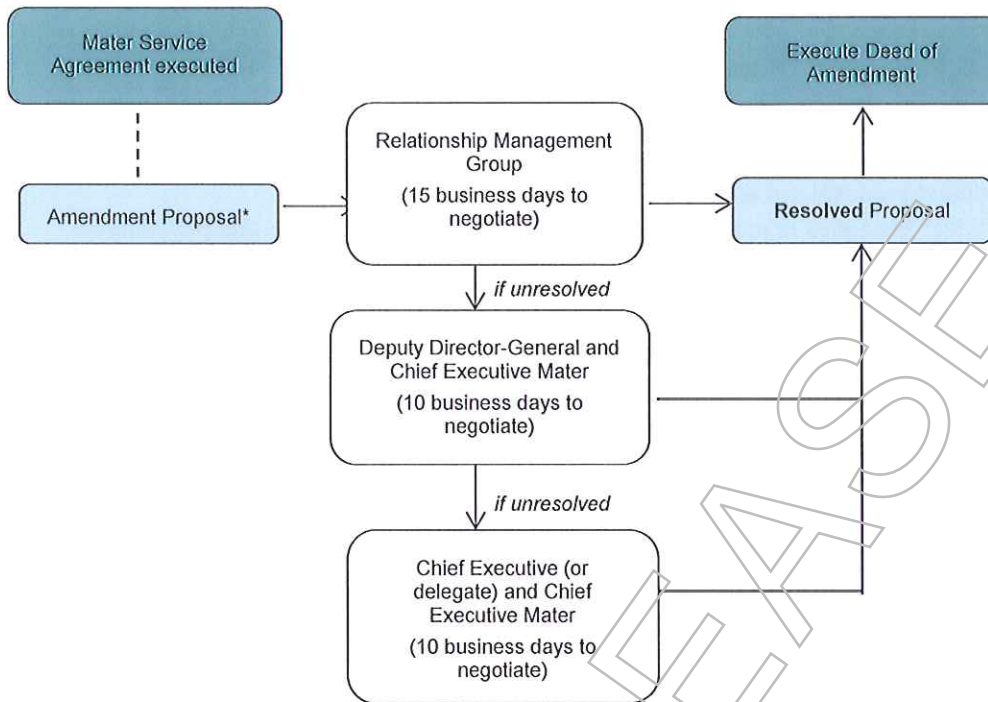 Mater Service
Agreement executed
Execute Deed of
Amendment
Relationship Management
Group
(15 business days to
negotiate)
Amendment Proposal*
Resolved Proposal
if unresolved
Deputy Director-General and
Chief Executive Mater
(10 business days to
negotiate)
if unresolved
Chief Executive (or
delegate) and Chief
Executive Mater
(10 business days to
negotiate)
EASE